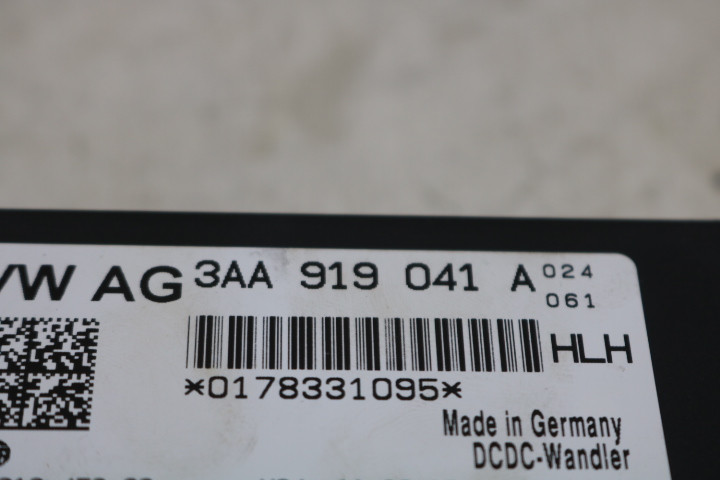 VW AG 3AA 919 041 A 024
061
HLH
*0178331095*
Made in Germany
DCDC-Wandler